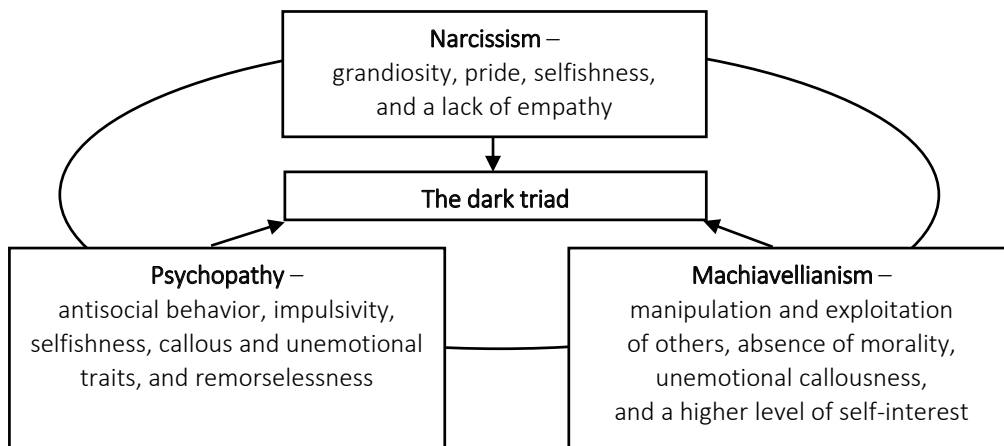 Narcissism –
grandiosity, pride, selfishness,
and a lack of empathy
The dark triad
Psychopathy –
antisocial behavior, impulsivity,
selfishness, callous and unemotional
traits, and remorselessness
Machiavellianism –
manipulation and exploitation
of others, absence of morality,
unemotional callousness,
and a higher level of self-interest